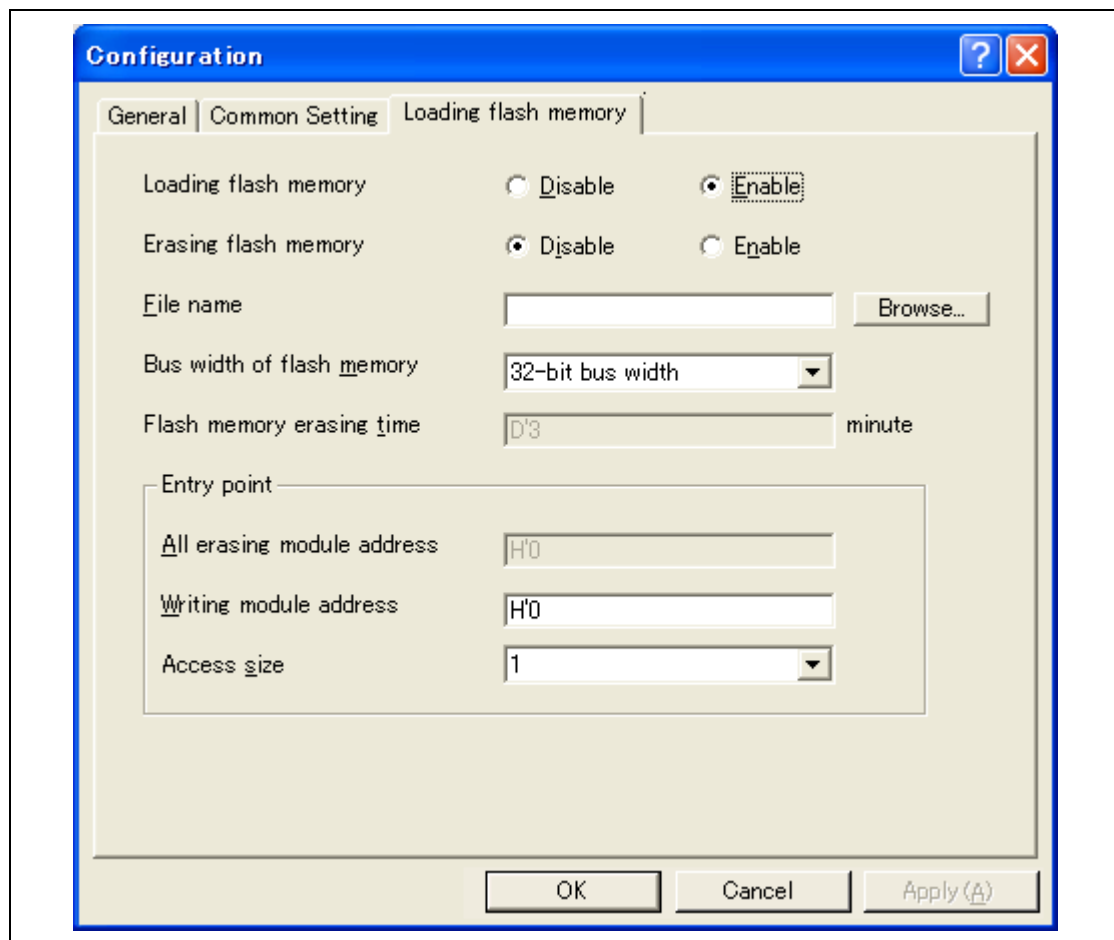 Configuration
General Common Setting Loading flash memory
Loading flash memory Disable Enable
Erasing flash memory Disable Enable
File name Browse...
Bus width of flash memory 32-bit bus width
Flash memory erasing time D'3 minute
Entry point
All erasing module address H'0
Writing module address H'0
Access size 1
OK Cancel Apply(A)